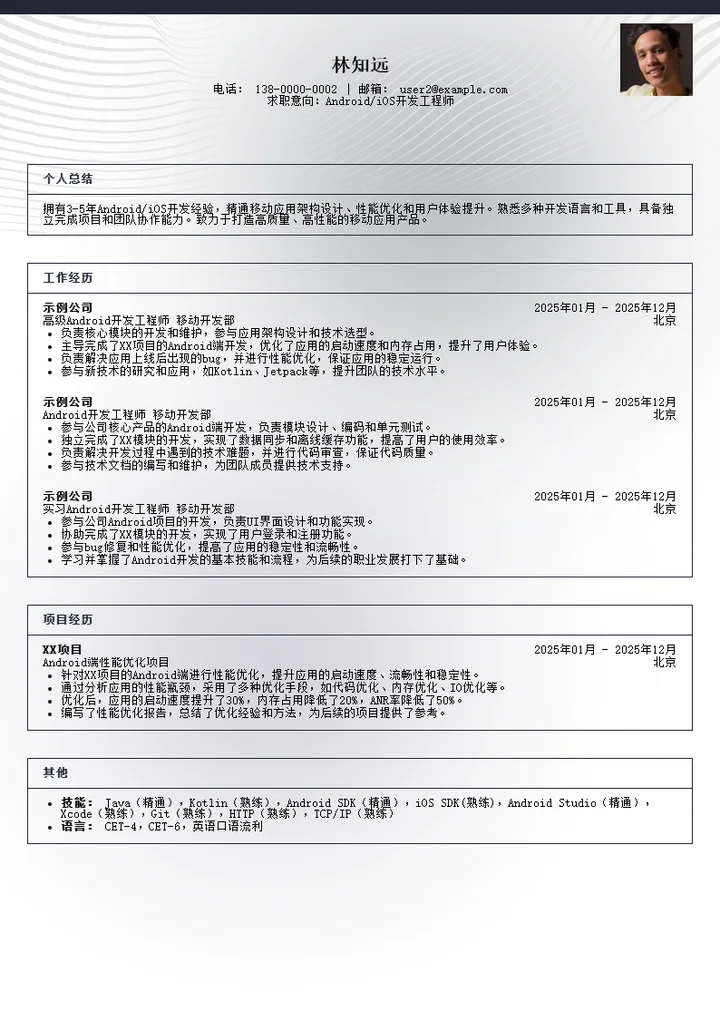 林知远
电话： 138-0000-0002 | 邮箱： user2@example.com
求职意向：Android/iOS开发工程师
个人总结
拥有3-5年Android/iOS开发经验，精通移动应用架构设计、性能优化和用户体验提升。熟悉多种开发语言和工具，具备独
立完成项目和团队协作能力。致力于打造高质量、高性能的移动应用产品。
工作经历
示例公司 2025年01月 - 2025年12月
高级Android开发工程师 移动开发部 北京
• 负责核心模块的开发和维护，参与应用架构设计和技术选型。
• 主导完成了XX项目的Android端开发，优化了应用的启动速度和内存占用，提升了用户体验。
• 负责解决应用上线后出现的bug，并进行性能优化，保证应用的稳定运行。
• 参与新技术的研究和应用，如Kotlin、Jetpack等，提升团队的技术水平。
示例公司 2025年01月 - 2025年12月
Android开发工程师 移动开发部 北京
• 参与公司核心产品的Android端开发，负责模块设计、编码和单元测试。
• 独立完成了XX模块的开发，实现了数据同步和离线缓存功能，提高了用户的使用效率。
• 负责解决开发过程中遇到的技术难题，并进行代码审查，保证代码质量。
• 参与技术文档的编写和维护，为团队成员提供技术支持。
示例公司 2025年01月 - 2025年12月
实习Android开发工程师 移动开发部 北京
• 参与公司Android项目的开发，负责UI界面设计和功能实现。
• 协助完成了XX模块的开发，实现了用户登录和注册功能。
• 参与bug修复和性能优化，提高了应用的稳定性和流畅性。
• 学习并掌握了Android开发的基本技能和流程，为后续的职业发展打下了基础。
项目经历
XX项目 2025年01月 - 2025年12月
Android端性能优化项目 北京
• 针对XX项目的Android端进行性能优化，提升应用的启动速度、流畅性和稳定性。
• 通过分析应用的性能瓶颈，采用了多种优化手段，如代码优化、内存优化、IO优化等。
• 优化后，应用的启动速度提升了30%，内存占用降低了20%，ANR率降低了50%。
• 编写了性能优化报告，总结了优化经验和方法，为后续的项目提供了参考。
其他
• 技能： Java（精通），Kotlin（熟练），Android SDK（精通），iOS SDK(熟练)，Android Studio（精通），
Xcode（熟练），Git（熟练），HTTP（熟练），TCP/IP（熟练）
• 语言： CET-4，CET-6，英语口语流利